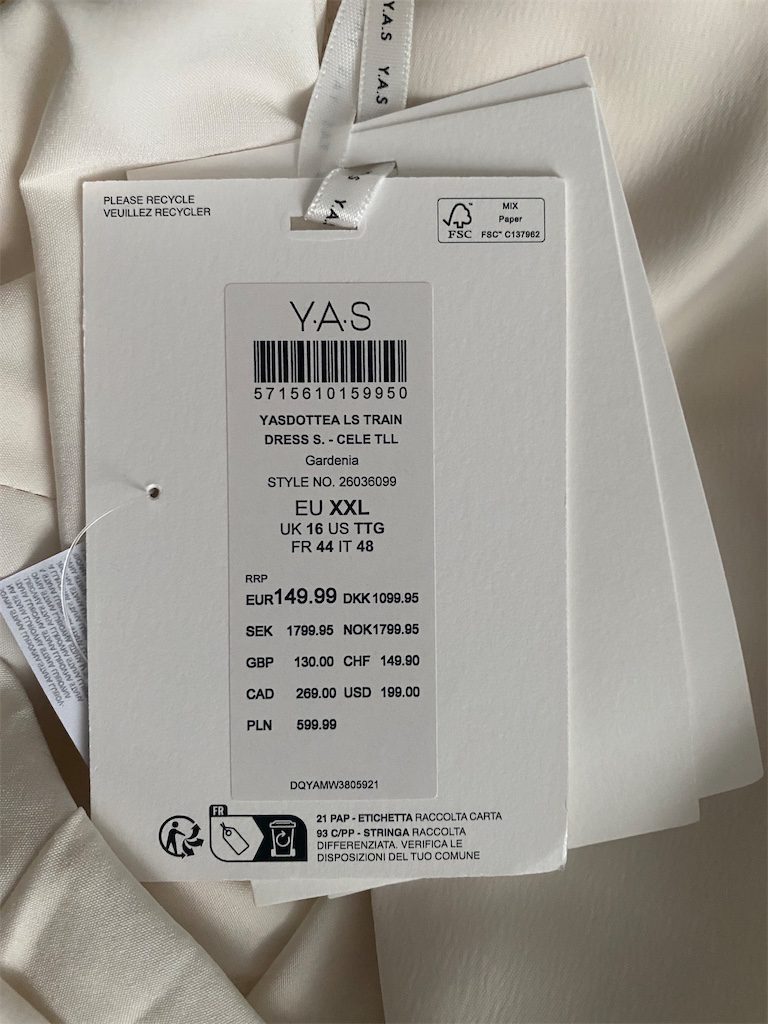 Y.A.S
Y.A.S
PLEASE RECYCLE
VEUILLEZ RECYCLER
MIX
Paper
FSC™ C137962
FSC
Y·A·S
5715610159950
YASDOTTEA LS TRAIN
DRESS S. - CELE TLL
Gardenia
STYLE NO. 26036099
EU XXL
UK 16 US TTG
FR 44 IT 48
RRP
EUR149.99 DKK1099.95
SEK 1799.95 NOK1799.95
GBP 130.00 CHF 149.90
CAD 269.00 USD 199.00
PLN 599.99
DQYAMW3805921
FR
21 PAP - ETICHETTA RACCOLTA CARTA
93 C/PP - STRINGA RACCOLTA
DIFFERENZIATA. VERIFICA LE
DISPOSIZIONI DEL TUO COMUNE